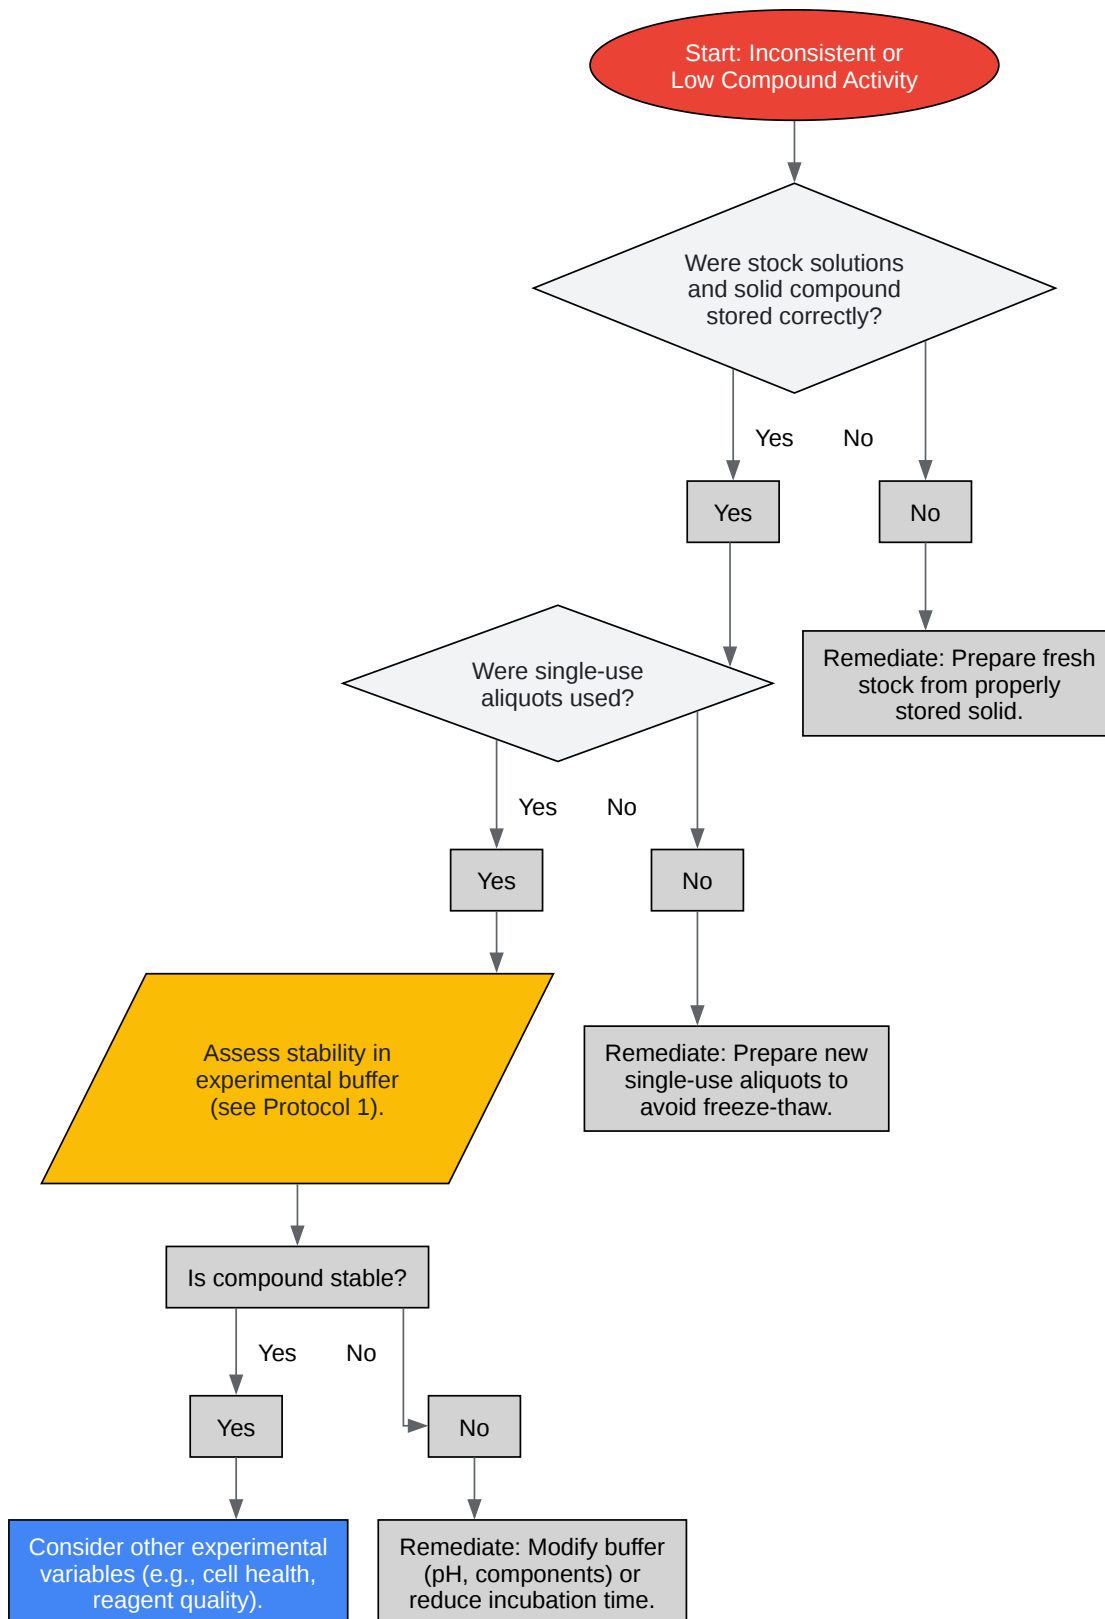 Start: Inconsistent or
Low Compound Activity
Were stock solutions
and solid compound
stored correctly?
Yes
No
Yes
No
Remediate: Prepare fresh
stock from properly
stored solid.
Were single-use
aliquots used?
Yes
No
Yes
No
Assess stability in
experimental buffer
(see Protocol 1).
Remediate: Prepare new
single-use aliquots to
avoid freeze-thaw.
Is compound stable?
Yes
No
Yes
No
Consider other experimental
variables (e.g., cell health,
reagent quality).
Remediate: Modify buffer
(pH, components) or
reduce incubation time.